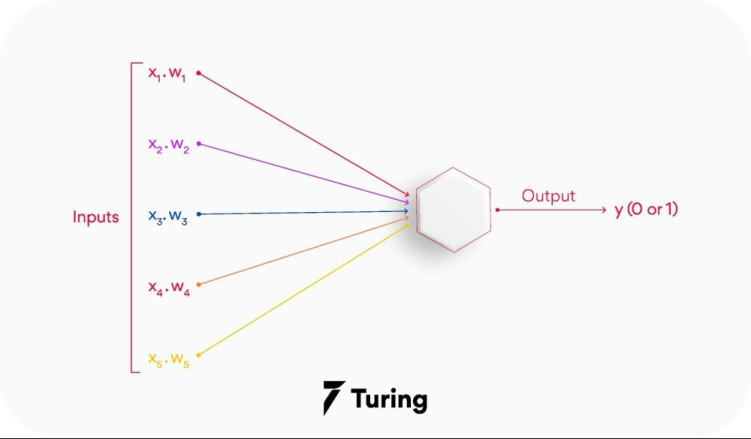 x₁.w₁
x₂.w₂
Inputs
x₃.w₃
Output
y (0 or 1)
x₄.w₄
x₅.w₅
Turing